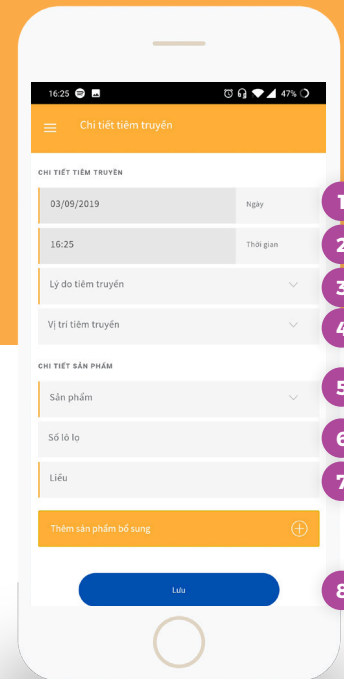 16:25
47%
Chi tiết tiêm truyền
CHI TIẾT TIÊM TRUYỀN
03/09/2019 Ngày 1
16:25 Thời gian 2
Lý do tiêm truyền 3
Vị trí tiêm truyền 4
CHI TIẾT SẢN PHẨM
Sản phẩm 5
Số lô lọ 6
Liều 7
Thêm sản phẩm bổ sung
Lưu 8